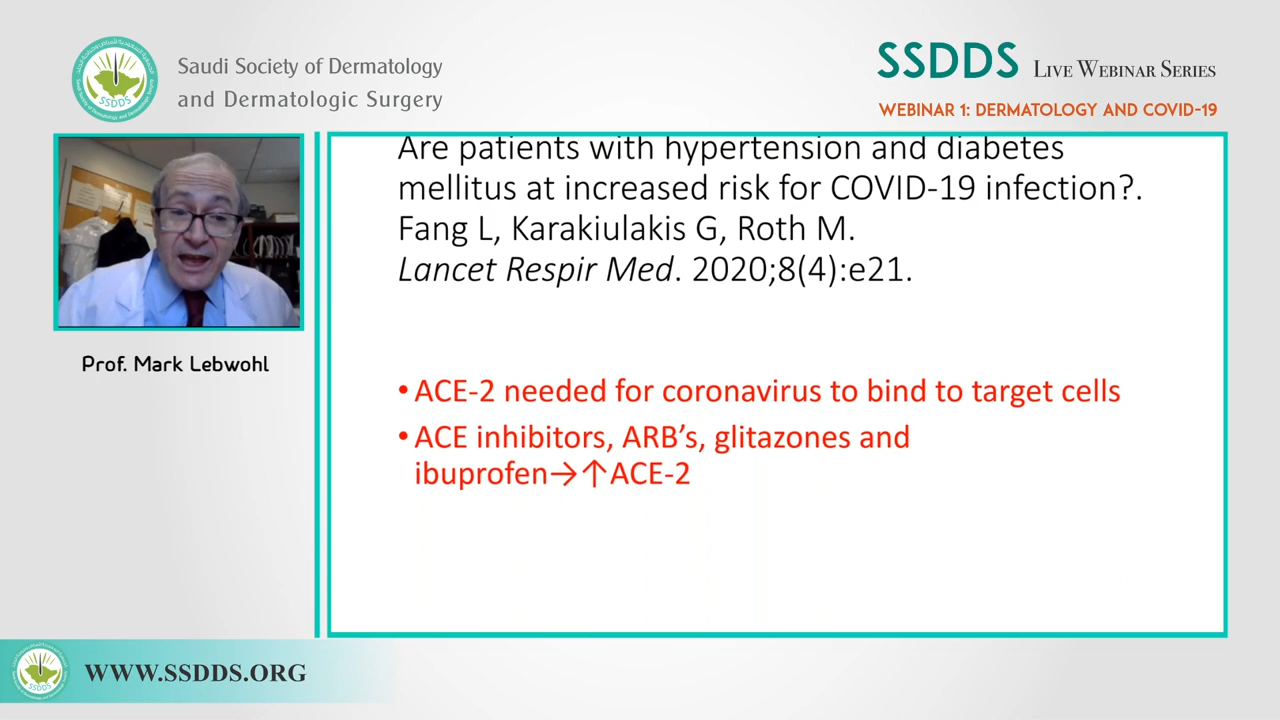 Saudi Society of Dermatology
and Dermatologic Surgery
SSDDS LIVE WEBINAR SERIES
WEBINAR 1: DERMATOLOGY AND COVID-19
SSDDS
Prof. Mark Lebwohl
Are patients with hypertension and diabetes
mellitus at increased risk for COVID-19 infection?.
Fang L, Karakiulakis G, Roth M.
Lancet Respir Med. 2020;8(4):e21.
• ACE-2 needed for coronavirus to bind to target cells
• ACE inhibitors, ARB’s, glitazones and
ibuprofen→↑ACE-2
SSDDS
WWW.SSDDS.ORG